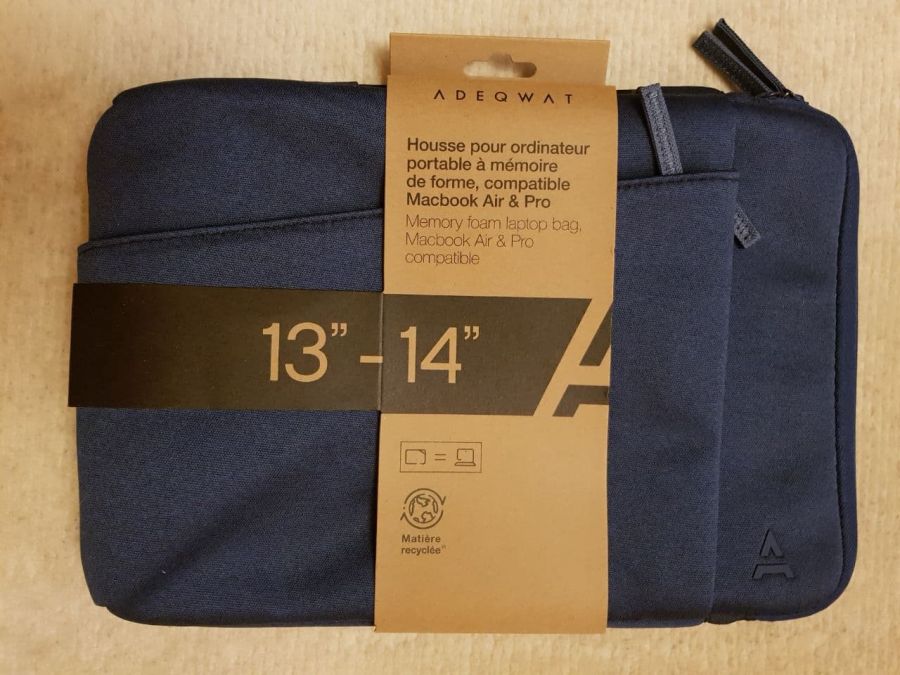 ADEQWAT
Housse pour ordinateur
portable à mémoire
de forme, compatible
Macbook Air & Pro
Memory foam laptop bag,
Macbook Air & Pro
compatible
13” - 14”
Matière
recyclée